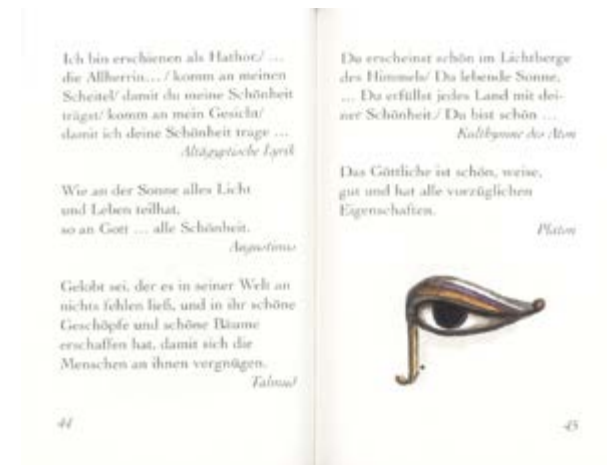 Ich bin erschienen als Hathor/ ...
die Allherrin... / komm an meinen
Scheitel/ damit du meine Schönheit
trägst/ komm an mein Gesicht/
damit ich deine Schönheit trage ...
Altägyptische Lyrik
Wie an der Sonne alles Licht
und Leben teilhat,
so an Gott ... alle Schönheit.
Augustinus
Gelobt sei, der es in seiner Welt an
nichts fehlen ließ, und in ihr schöne
Geschöpfe und schöne Bäume
erschaffen hat, damit sich die
Menschen an ihnen vergnügen.
Talmud
44
Du erscheinst schön im Lichtberge
des Himmels/ Du lebende Sonne,
... Du erfüllst jedes Land mit dei-
ner Schönheit/ Du bist schön ...
Kulthymne des Aton
Das Göttliche ist schön, weise,
gut und hat alle vorzüglichen
Eigenschaften.
Platon
45